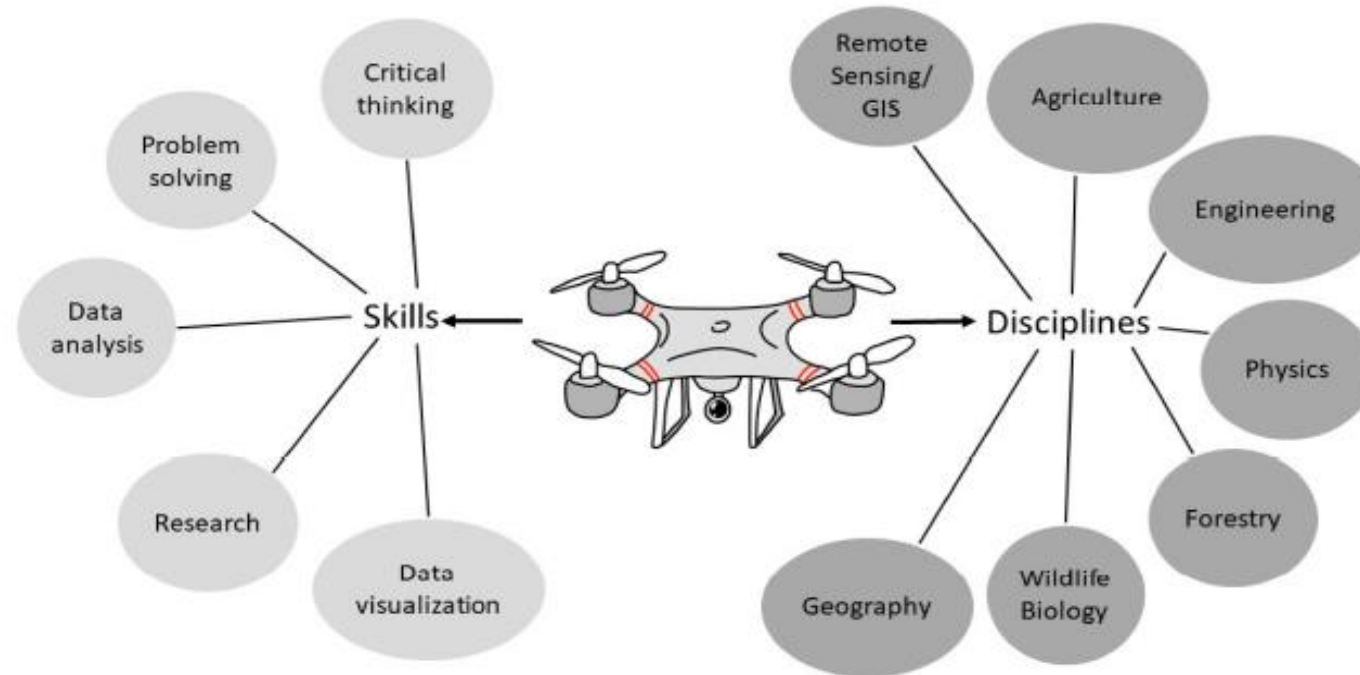 Critical
thinking
Problem
solving
Data
analysis
Research
Data
visualization
Skills
Remote
Sensing/
GIS
Agriculture
Engineering
Physics
Forestry
Wildlife
Biology
Geography
Disciplines